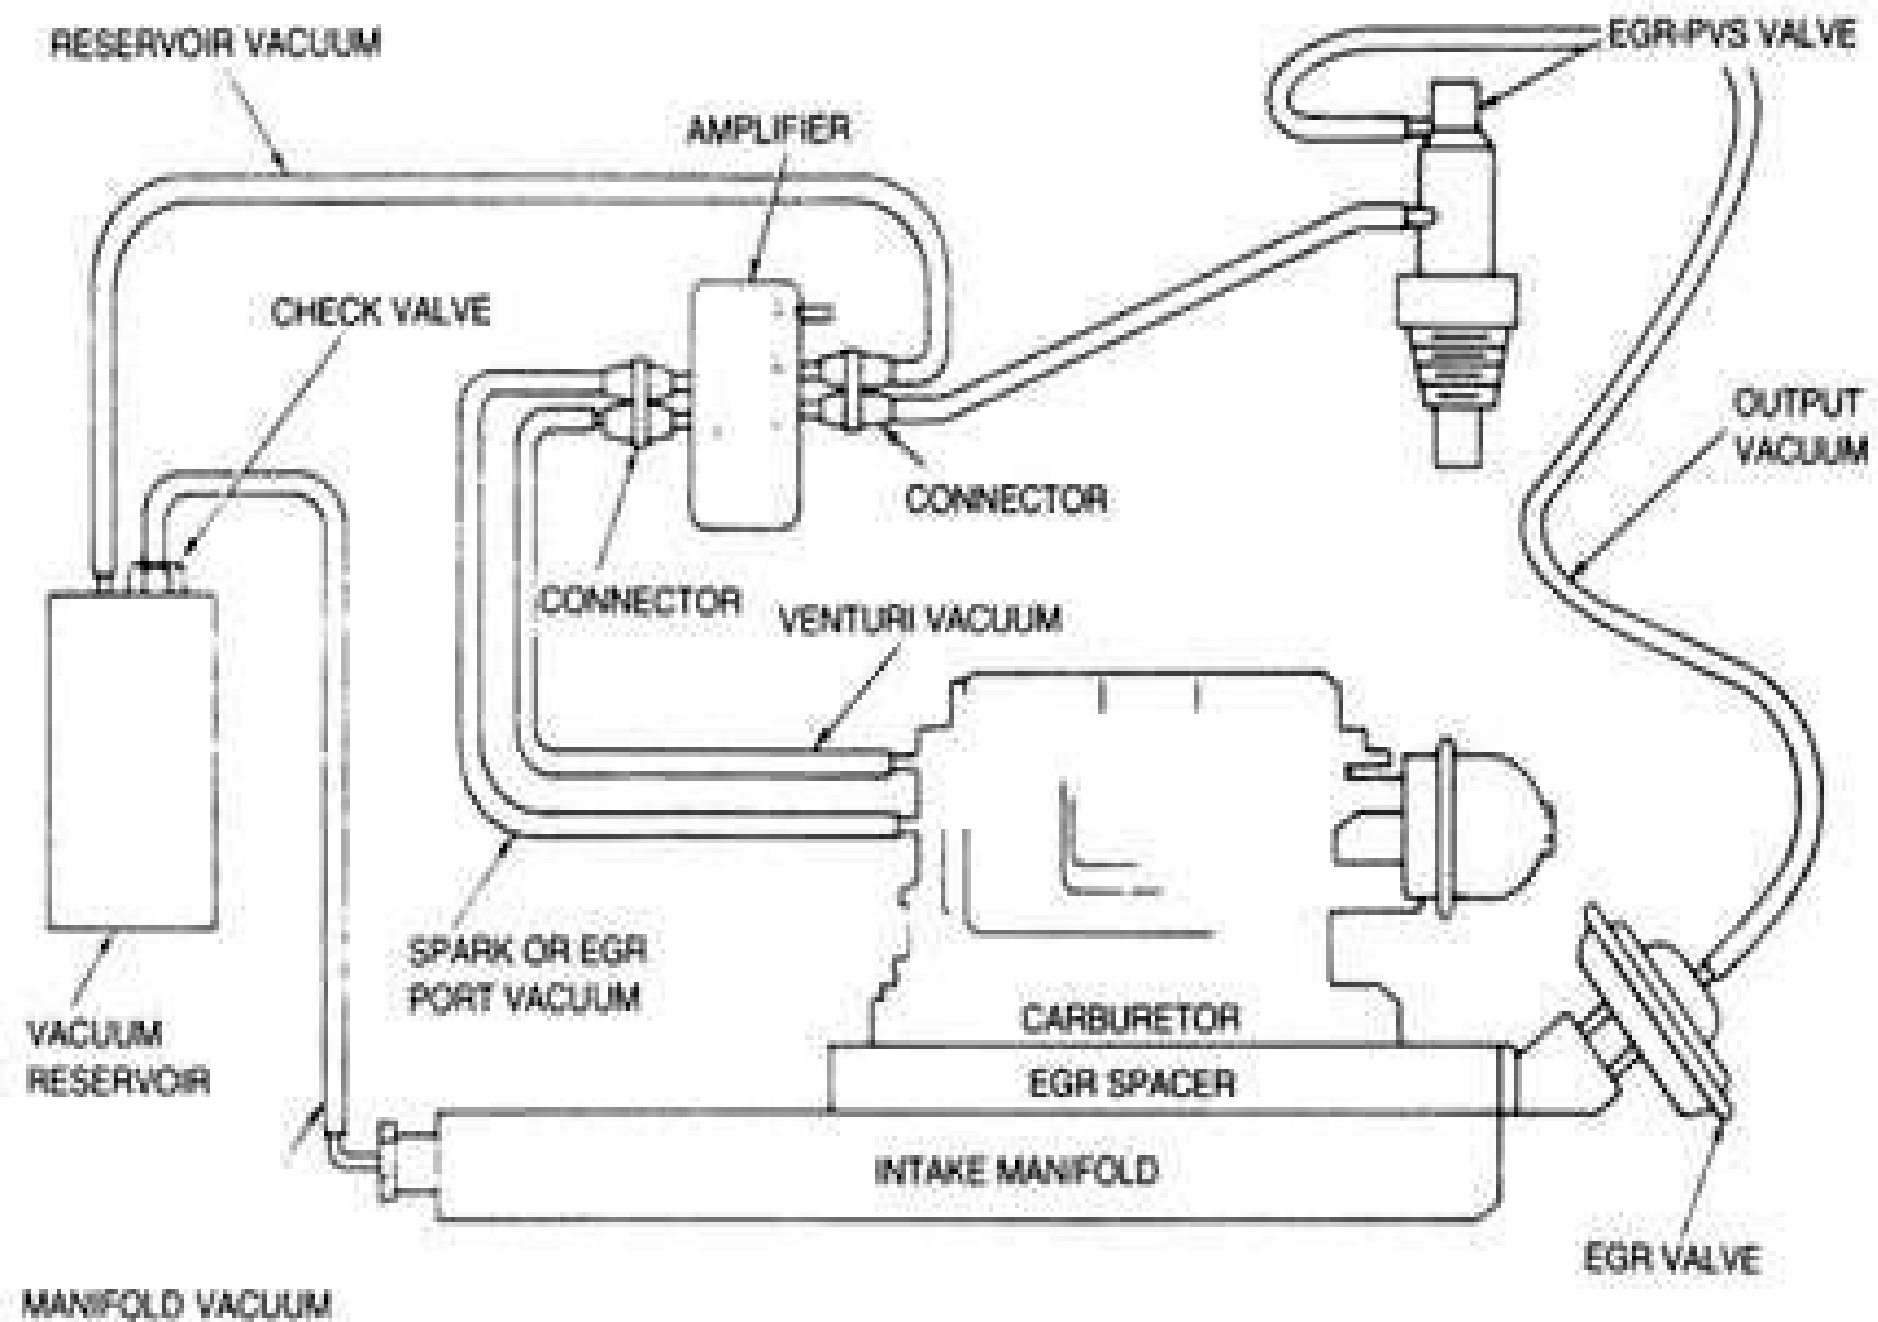 RESERVOIR VACUUM
EGR-PVS VALVE
AMPLIFIER
CHECK VALVE
OUTPUT
VACUUM
CONNECTOR
CONNECTOR
VENTURI VACUUM
SPARK OR EGR
PORT VACUUM
VACUUM
RESERVOIR
CARBURETOR
EGR SPACER
INTAKE MANIFOLD
EGR VALVE
MANIFOLD VACUUM